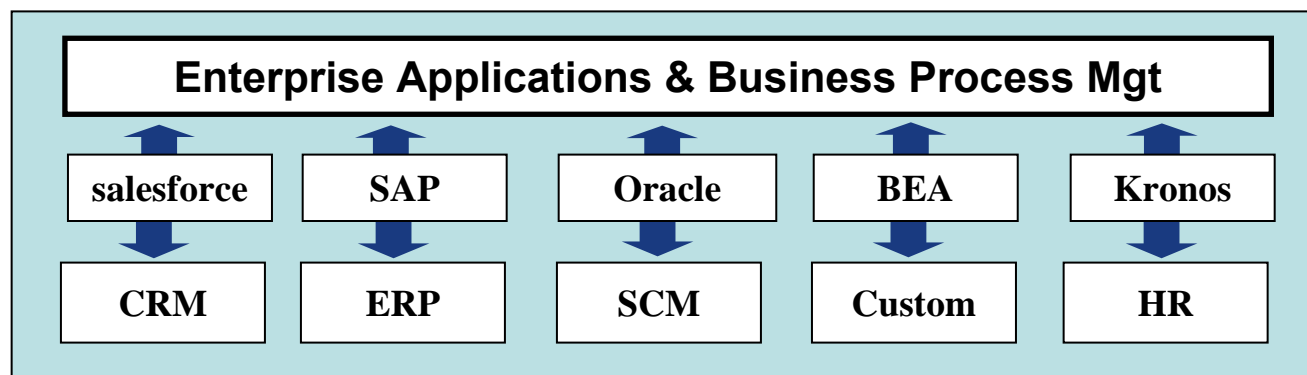 Enterprise Applications & Business Process Mgt
salesforce
SAP
Oracle
BEA
Kronos
CRM
ERP
SCM
Custom
HR